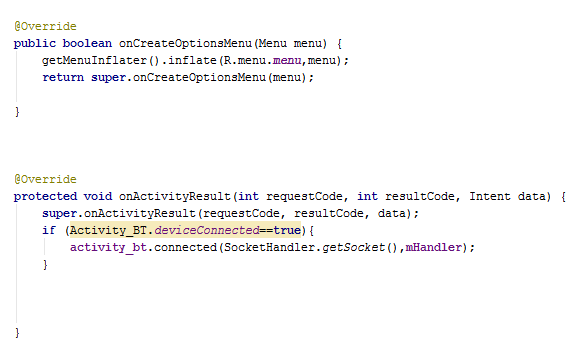 @Override
public boolean onCreateOptionsMenu(Menu menu) {
    getMenuInflater().inflate(R.menu.menu,menu);
    return super.onCreateOptionsMenu(menu);
}
@Override
protected void onActivityResult(int requestCode, int resultCode, Intent data) {
    super.onActivityResult(requestCode, resultCode, data);
    if (Activity_BT.deviceConnected==true){
        activity_bt.connected(SocketHandler.getSocket(),mHandler);
    }
}